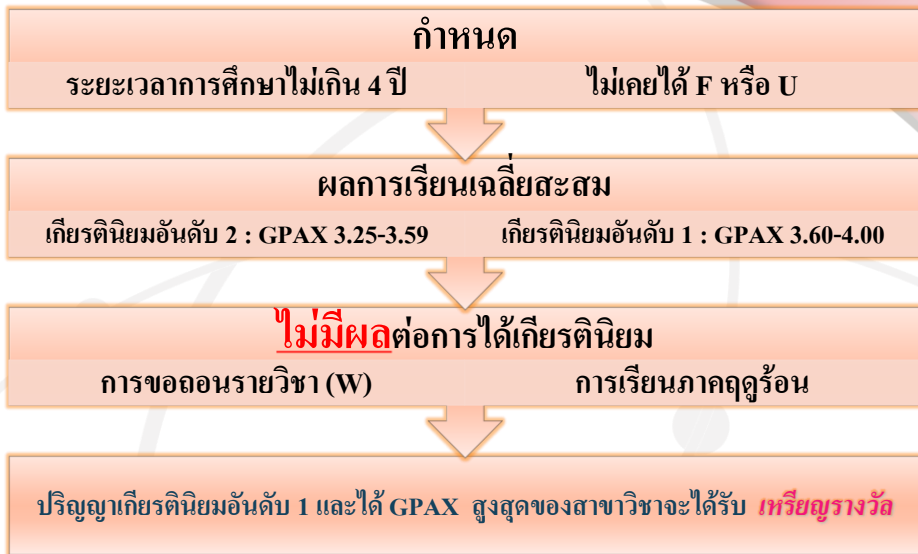 กำหนด
ระยะเวลาการศึกษาไม่เกิน 4 ปี
ไม่เคยได้ F หรือ U
ผลการเรียนเฉลี่ยสะสม
เกียรตินิยมอันดับ 2 : GPAX 3.25-3.59
เกียรตินิยมอันดับ 1 : GPAX 3.60-4.00
ไม่มีผลต่อการได้เกียรตินิยม
การขอถอนรายวิชา (W)
การเรียนภาคฤดูร้อน
ปริญญาเกียรตินิยมอันดับ 1 และได้ GPAX สูงสุดของสาขาวิชาจะได้รับ เหรียญรางวัล